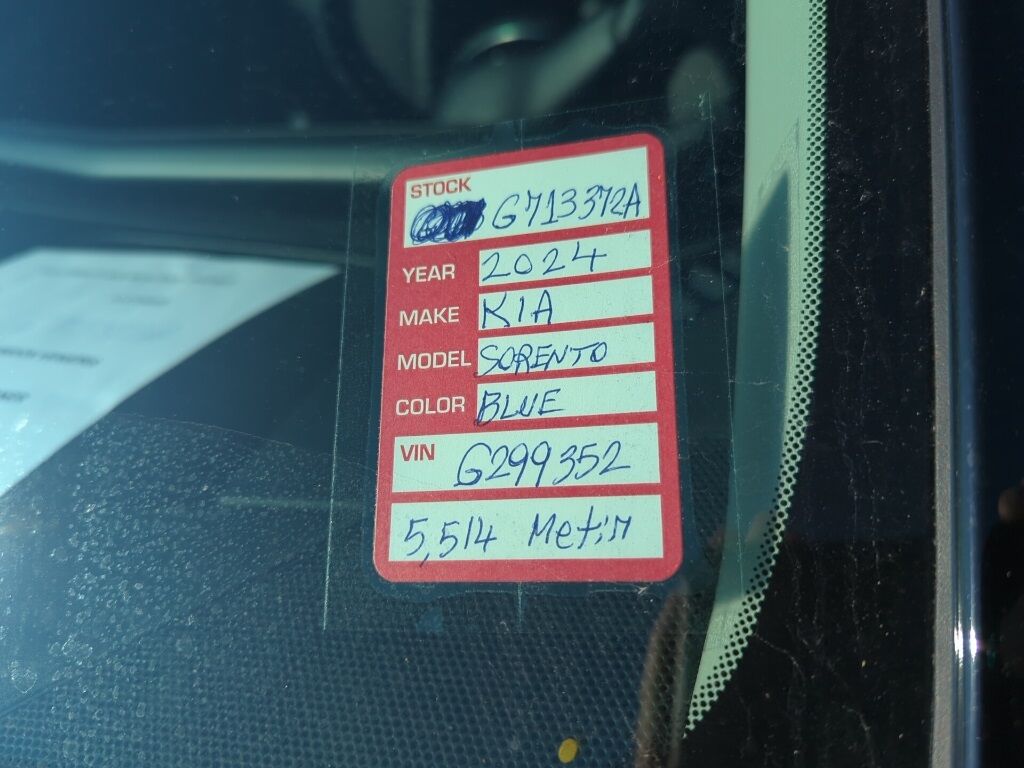 STOCK
G713372A
YEAR 2024
MAKE KIA
MODEL SORENTO
COLOR BLUE
VIN G299352
5,514 Metin